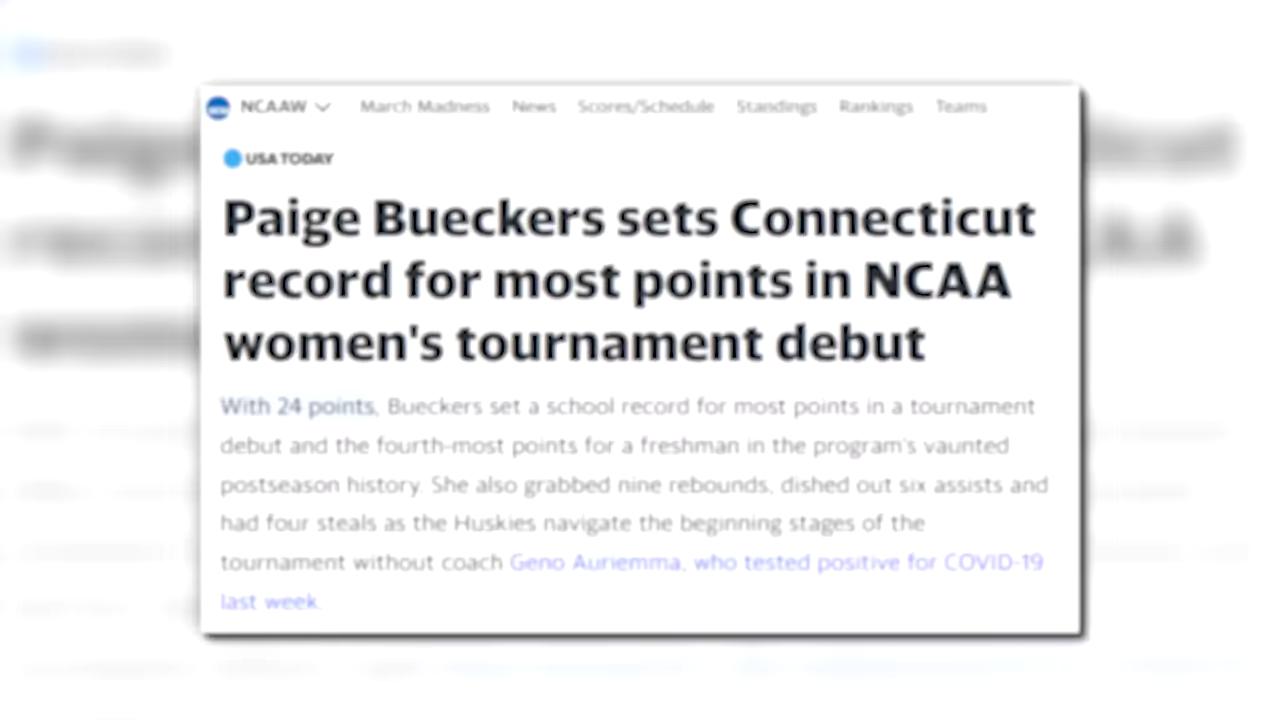 NCAAW March Madness News Scores/Schedule Standings Rankings Teams
USA TODAY
Paige Bueckers sets Connecticut
record for most points in NCAA
women's tournament debut
With 24 points, Bueckers set a school record for most points in a tournament
debut and the fourth-most points for a freshman in the program's vaunted
postseason history. She also grabbed nine rebounds, dished out six assists and
had four steals as the Huskies navigate the beginning stages of the
tournament without coach Geno Auriemma, who tested positive for COVID-19
last week.